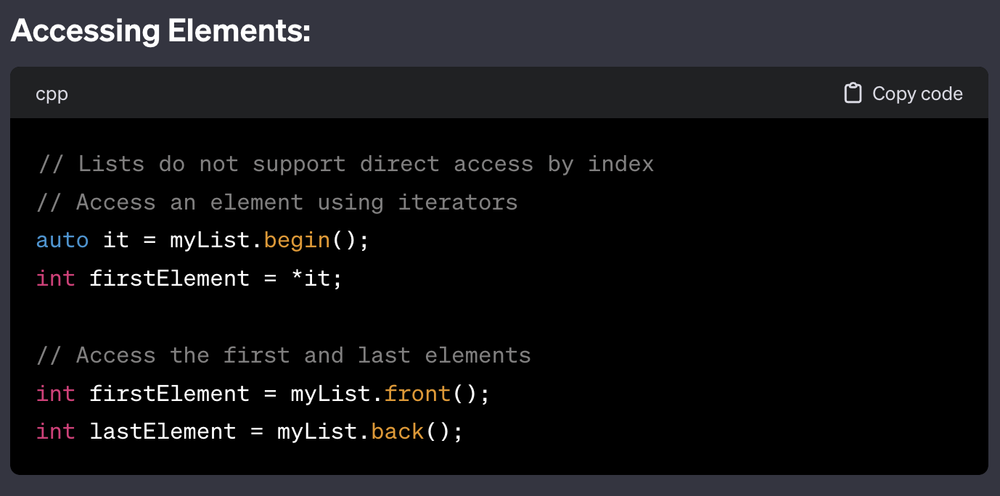 Accessing Elements:
cpp
Copy code
// Lists do not support direct access by index
// Access an element using iterators
auto it = myList.begin();
int firstElement = *it;
// Access the first and last elements
int firstElement = myList.front();
int lastElement = myList.back();